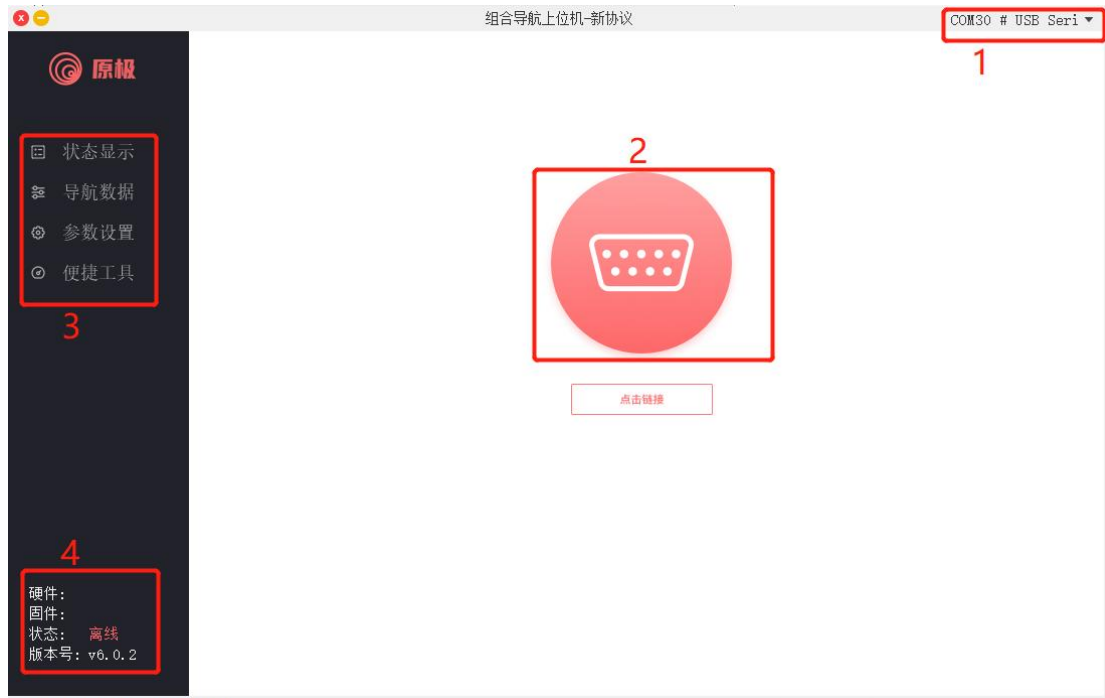 组合导航上位机-新协议
COM30 # USB Seri
1
原极
状态显示
导航数据
参数设置
便捷工具
3
2
点击链接
4
硬件:
固件:
状态: 离线
版本号: v6.0.2